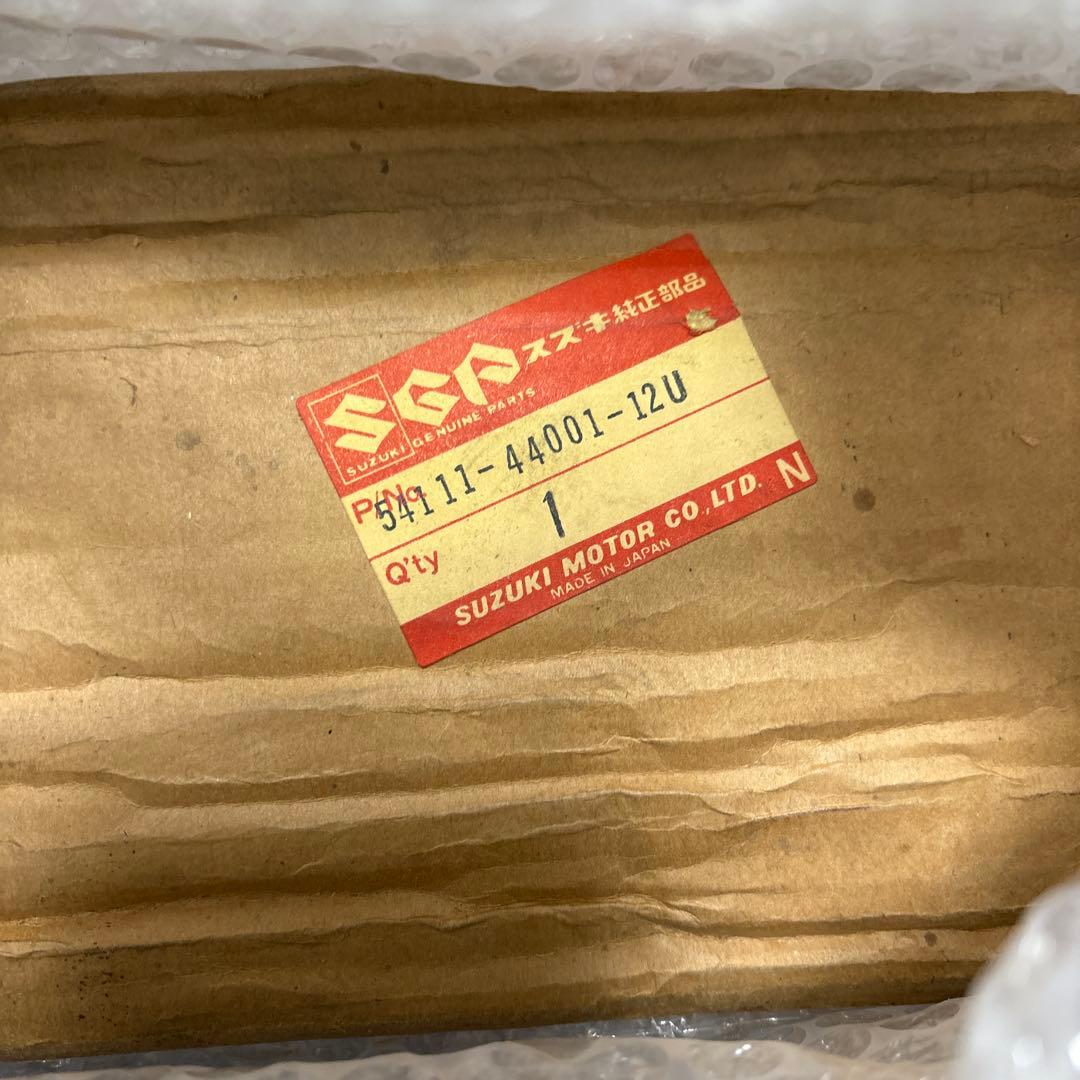 SGP スズキ純正部品
SUZUKI GENUINE PARTS
P/No. 54111-44001-12U
Q'ty 1
SUZUKI MOTOR CO.,LTD. N
MADE IN JAPAN